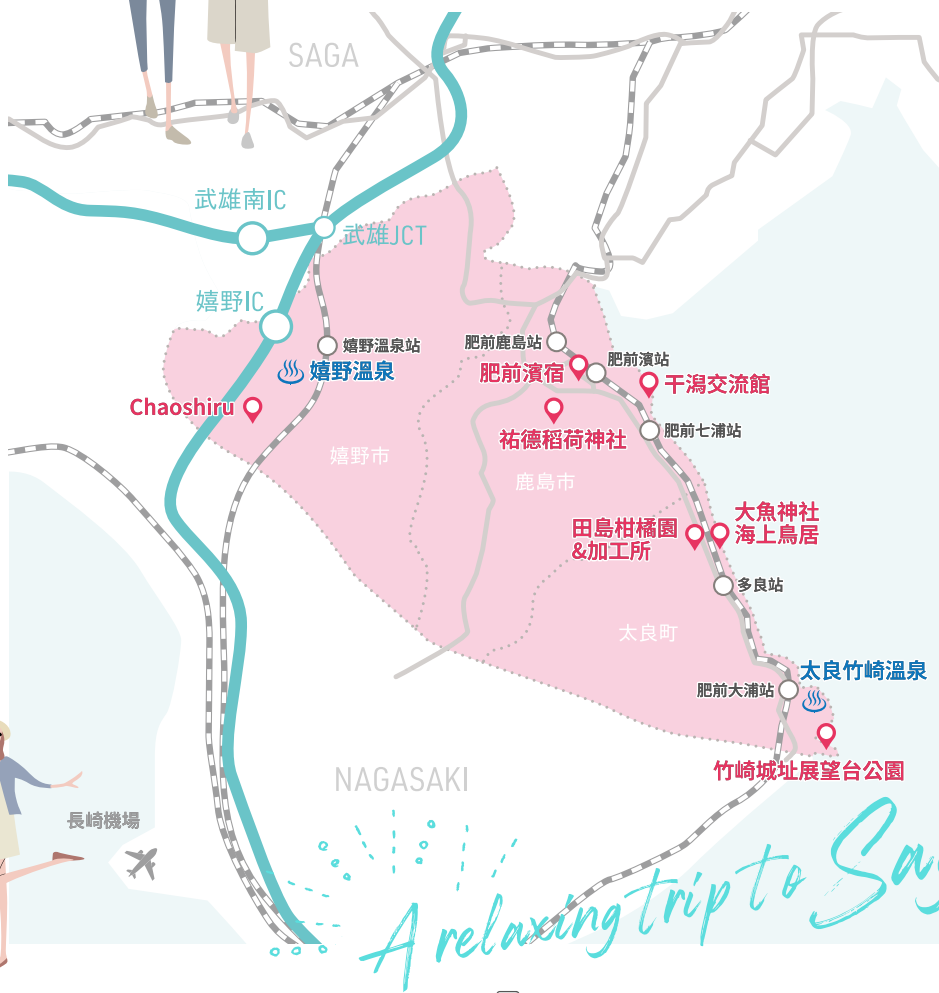 SAGA
武雄南IC
武雄JCT
嬉野IC
嬉野溫泉站
嬉野溫泉
Chaoshiru
肥前鹿島站
肥前濱宿
肥前濱站
干潟交流館
祐德稻荷神社
肥前七浦站
嬉野市
鹿島市
田島柑橘園
&加工所
大魚神社
海上鳥居
多良站
太良町
太良竹崎溫泉
肥前大浦站
竹崎城址展望台公園
NAGASAKI
長崎機場
A relaxing trip to Sa